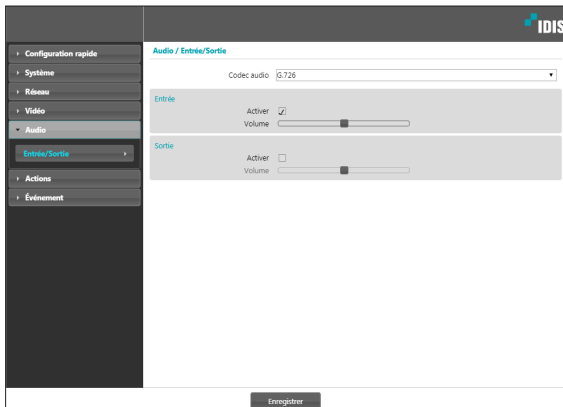 IDIS
Configuration rapide
Système
Réseau
Vidéo
Audio
Entrée/Sortie
Actions
Événement
Audio / Entrée/Sortie
Codec audio G.726
Entrée
Activer
Volume
Sortie
Activer
Volume
Enregistrer